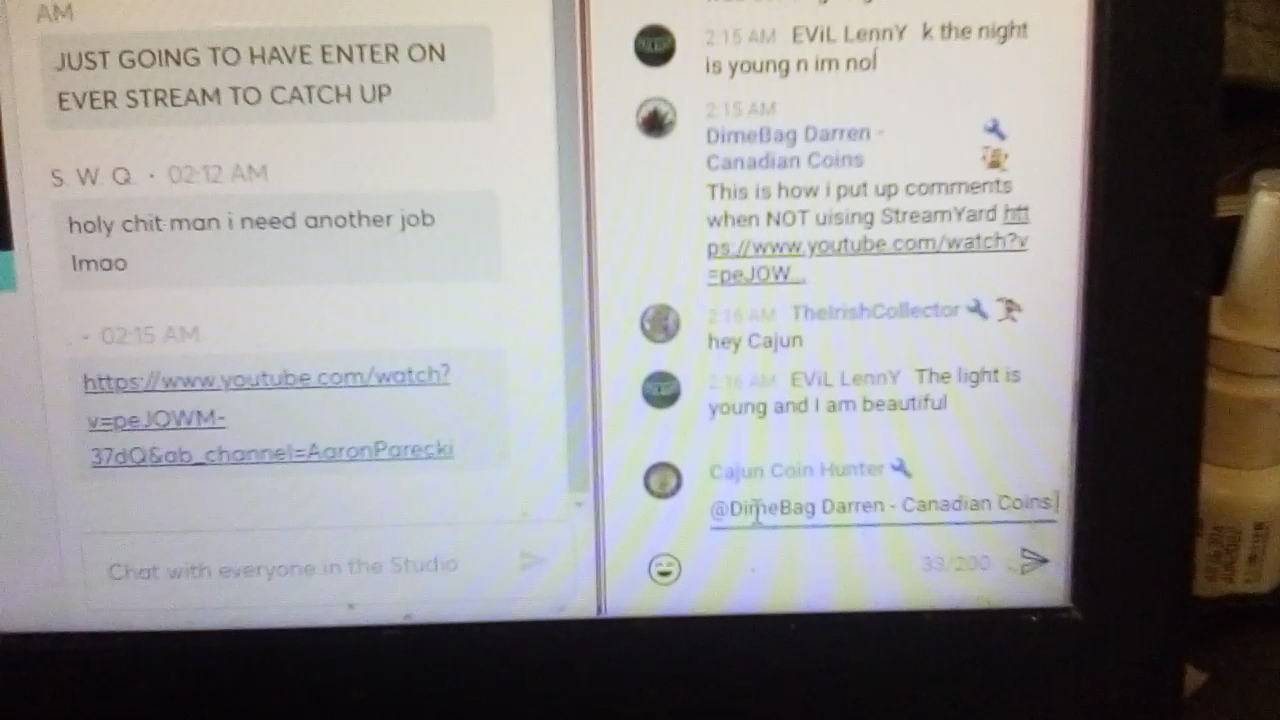 AM
JUST GOING TO HAVE ENTER ON
EVER STREAM TO CATCH UP
S. W. Q. · 02:12 AM
holy chit man i need another job
lmao
· 02:15 AM
https://www.youtube.com/watch?
v=peJOWM-
37dQ&ab_channel=AaronParecki
Chat with everyone in the Studio
2:15 AM EViL LennY k the night
is young n im nol
2:15 AM
DimeBag Darren -
Canadian Coins
This is how i put up comments
when NOT uising StreamYard htt
ps://www.youtube.com/watch?v
=peJOW...
2:16 AM TheIrishCollector
hey Cajun
2:16 AM EViL LennY The light is
young and I am beautiful
Cajun Coin Hunter
@DimeBag Darren - Canadian Coins
33/200